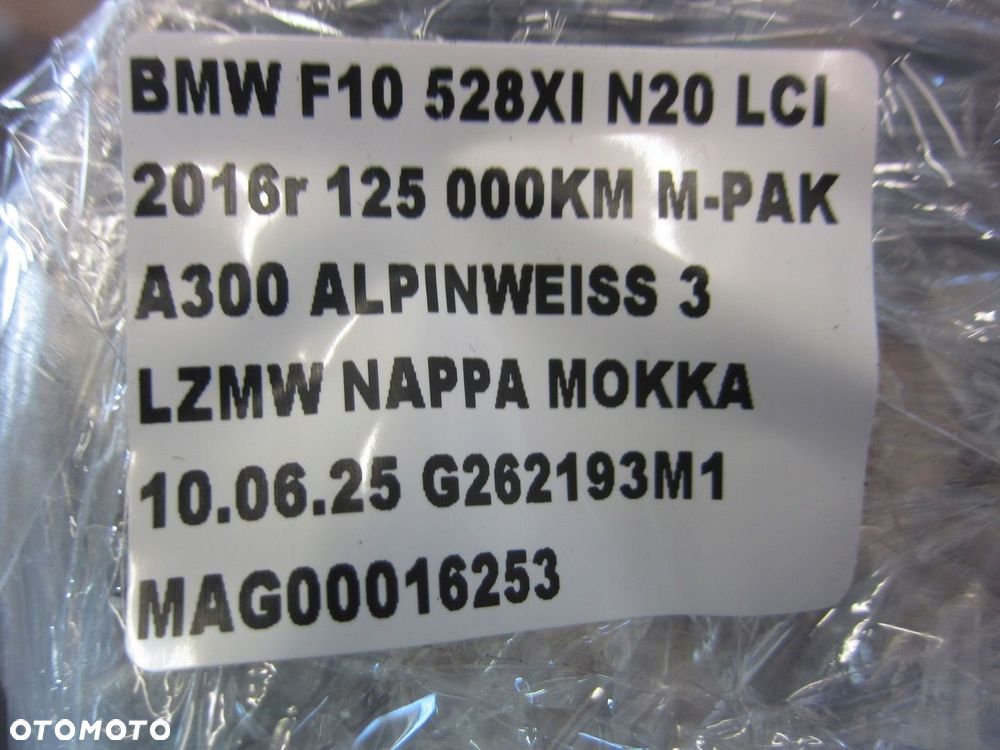 BMW F10 528XI N20 LCI
2016r 125 000KM M-PAK
A300 ALPINWEISS 3
LZMW NAPPA MOKKA
10.06.25 G262193M1
MAG00016253
OTOMOTO